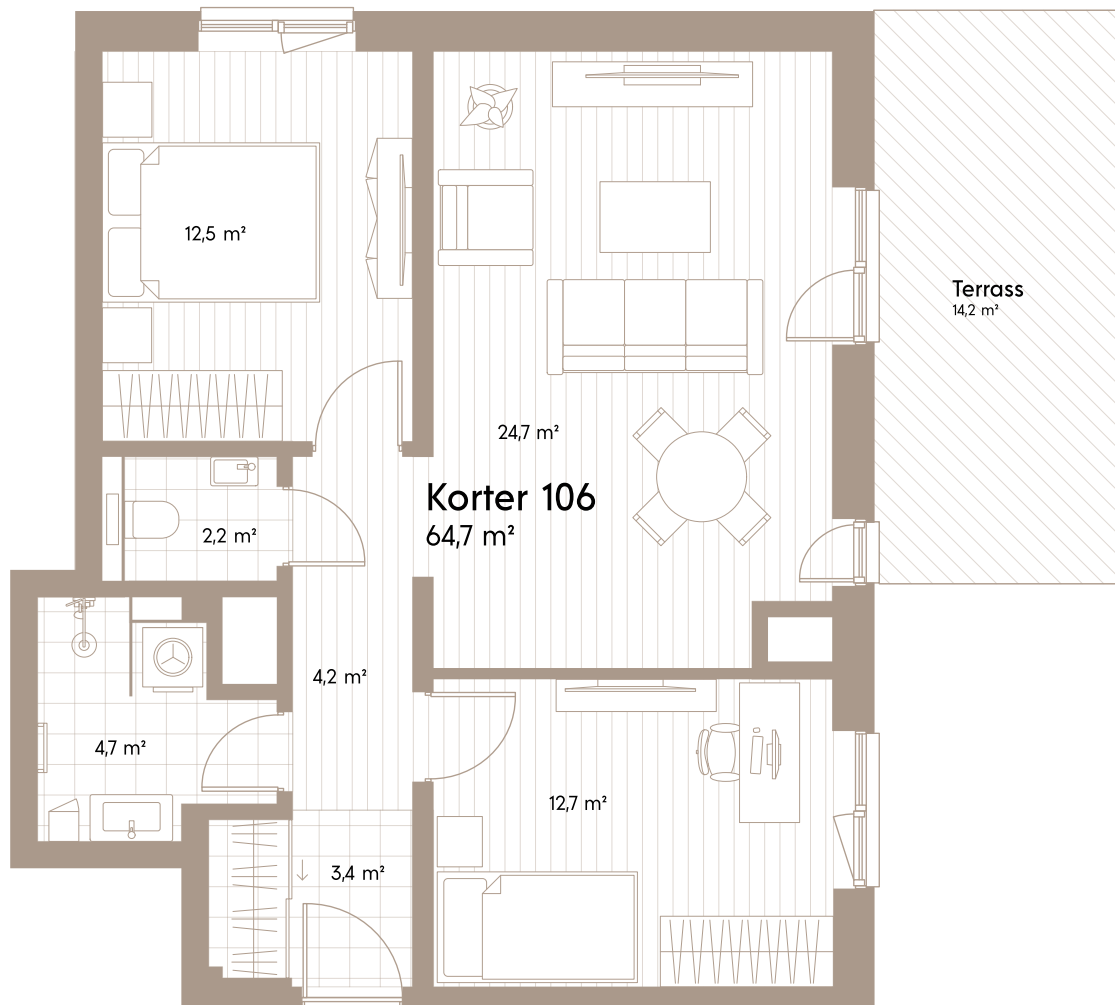 12,5 m²
Terrass
14,2 m²
24,7 m²
Korter 106
64,7 m²
2,2 m²
4,2 m²
4,7 m²
12,7 m²
3,4 m²